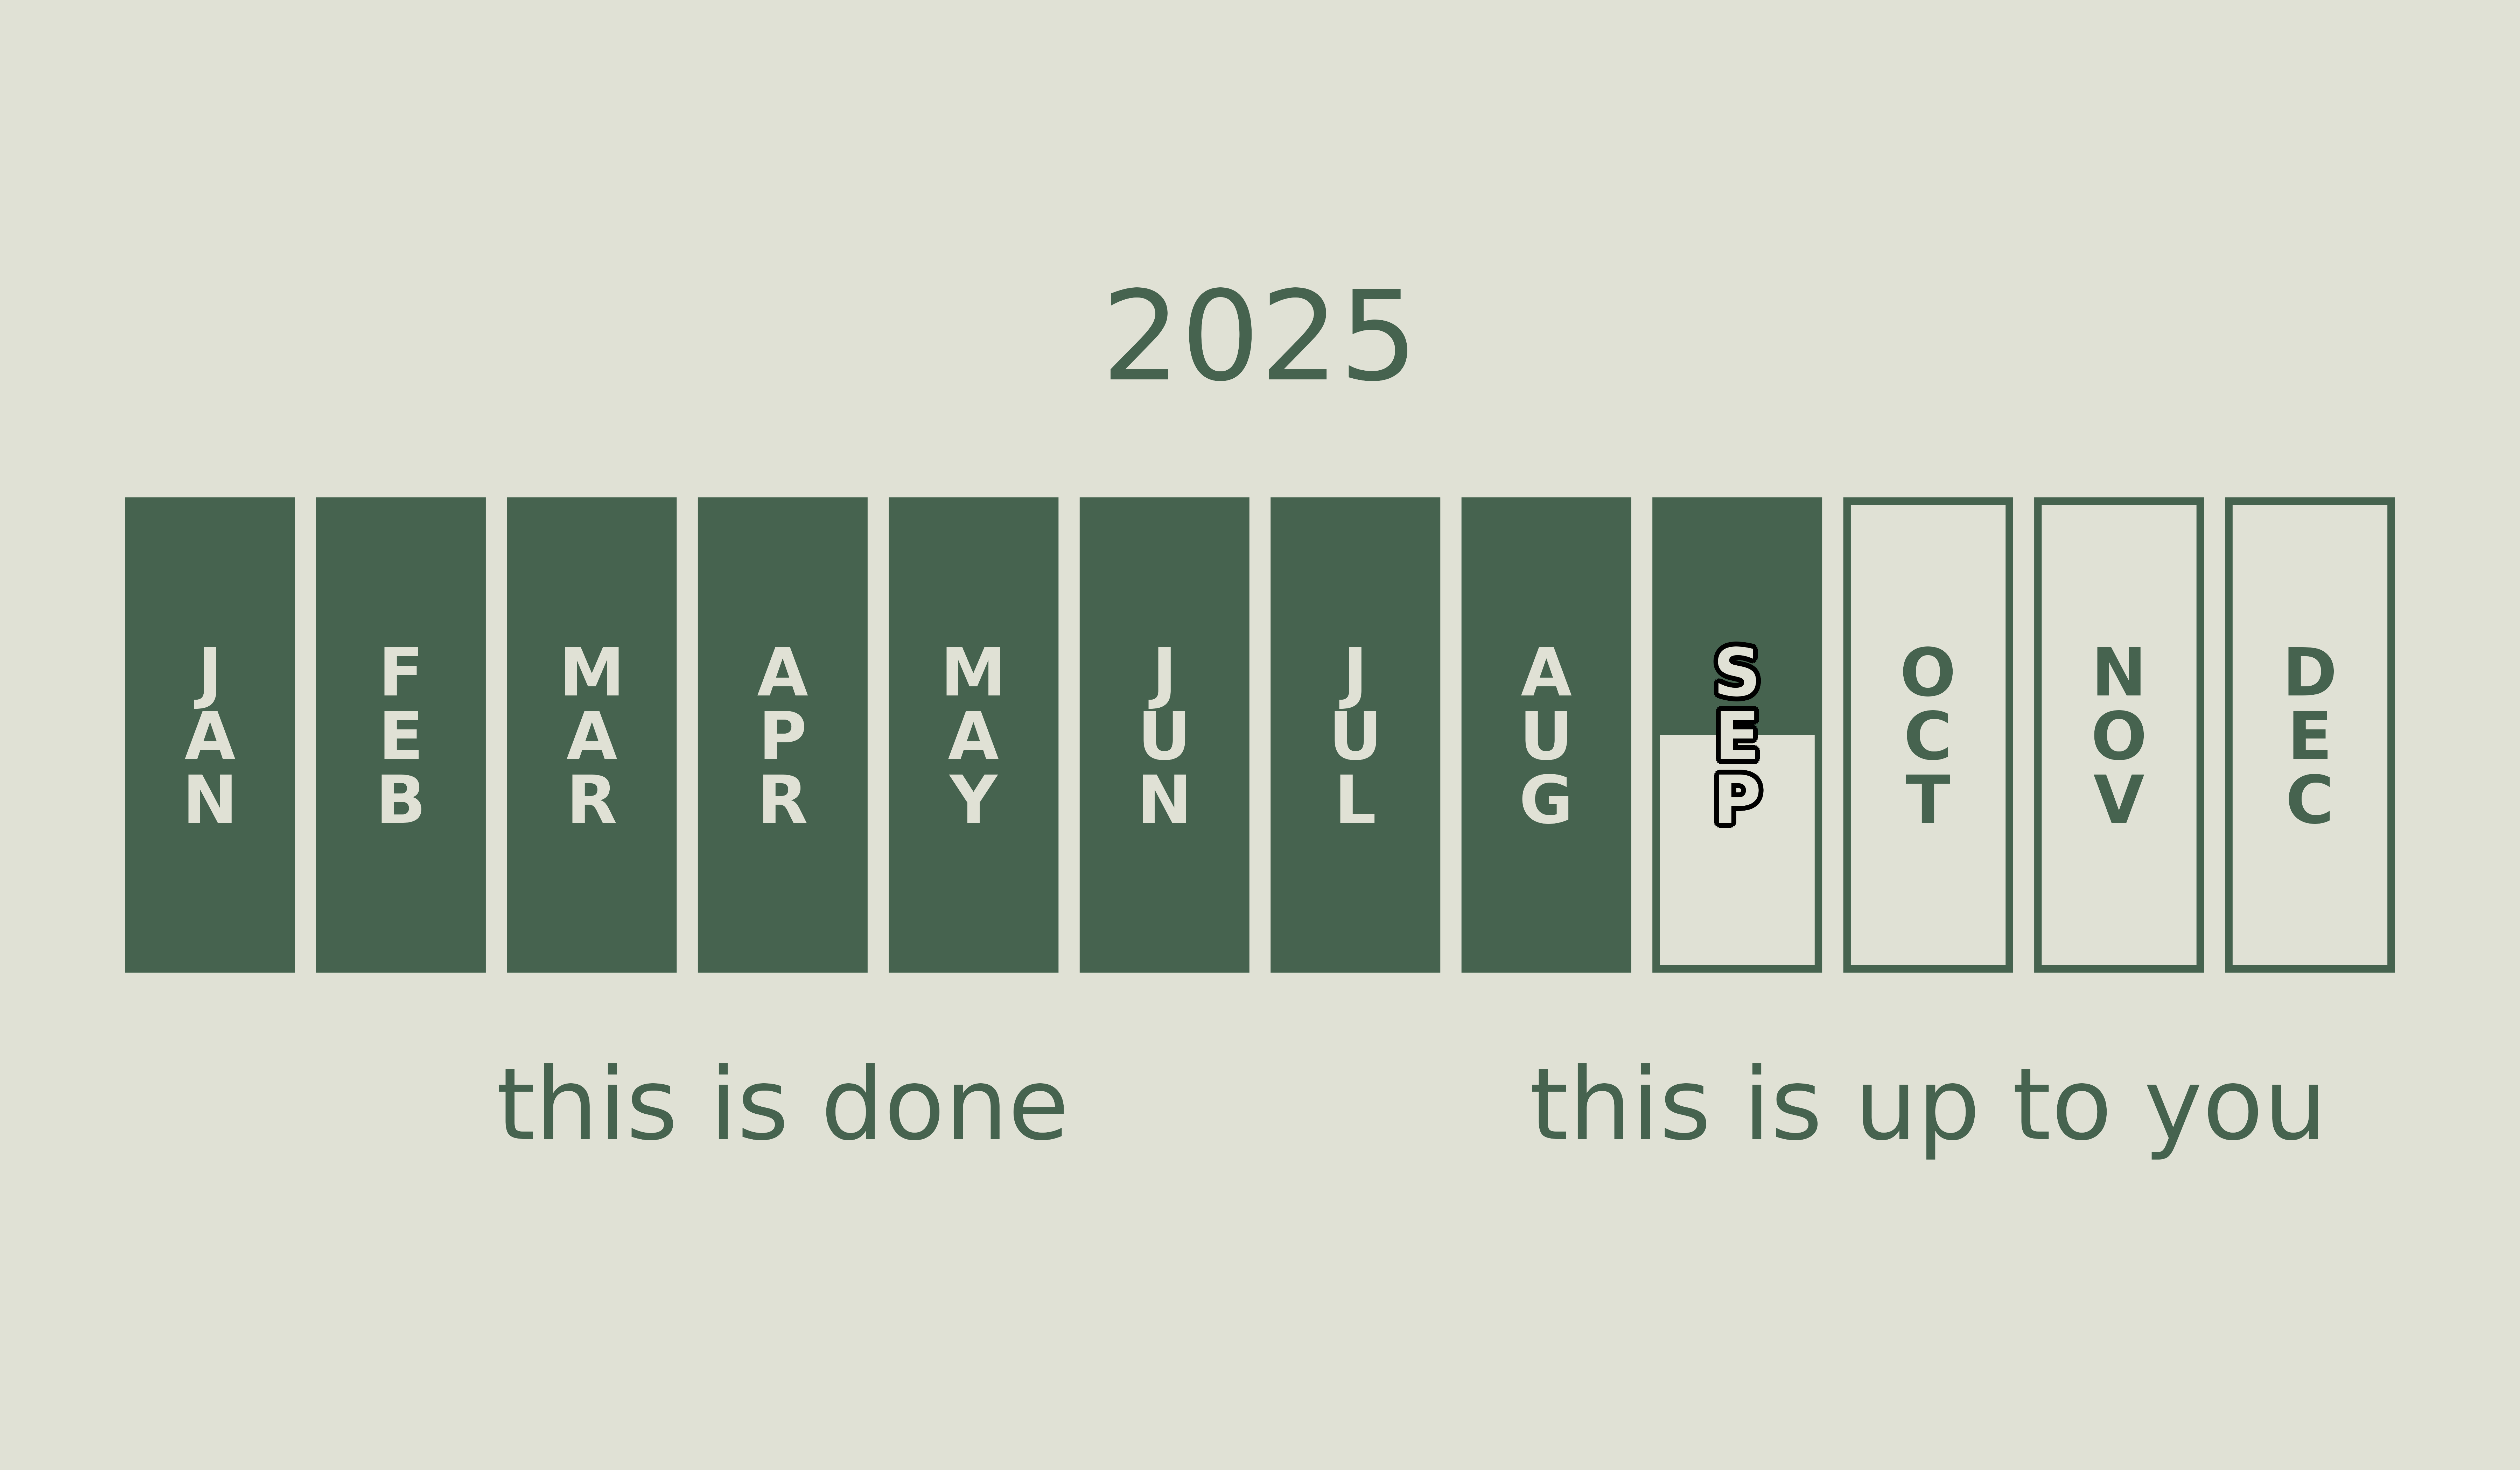 2025
JAN
FEB
MAR
APR
MAY
JUN
JUL
AUG
SEP
OCT
NOV
DEC
this is done
this is up to you